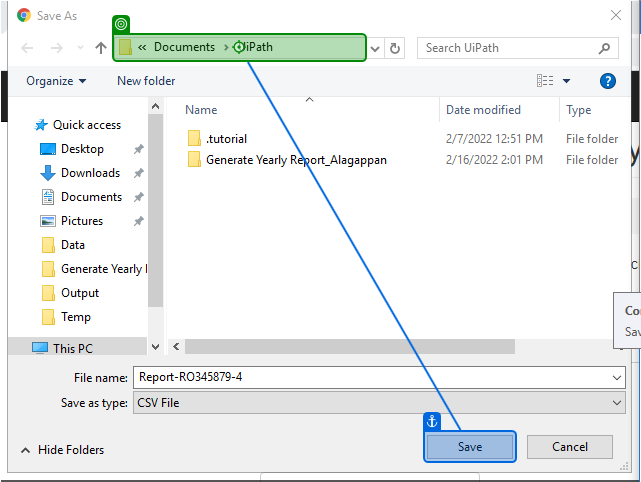 Save As
« Documents > UiPath
Search UiPath
Organize
New folder
?
Name
Date modified
Type
Quick access
Desktop
Downloads
Documents
Pictures
Data
Generate Yearly
Output
Temp
This PC
.tutorial 2/7/2022 12:51 PM File folder
Generate Yearly Report_Alagappan 2/16/2022 2:01 PM File folder
File name: Report-RO345879-4
Save as type: CSV File
Hide Folders
Save
Cancel
Co
Sav